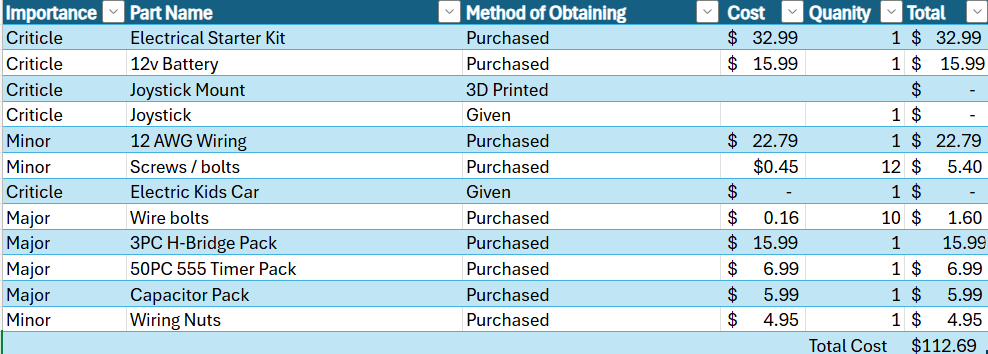 Importance Part Name Method of Obtaining Cost Quanity Total
Criticle Electrical Starter Kit Purchased $ 32.99 1 $ 32.99
Criticle 12v Battery Purchased $ 15.99 1 $ 15.99
Criticle Joystick Mount 3D Printed $ -
Criticle Joystick Given 1 $ -
Minor 12 AWG Wiring Purchased $ 22.79 1 $ 22.79
Minor Screws / bolts Purchased $0.45 12 $ 5.40
Criticle Electric Kids Car Given $ - 1 $ -
Major Wire bolts Purchased $ 0.16 10 $ 1.60
Major 3PC H-Bridge Pack Purchased $ 15.99 1 15.99
Major 50PC 555 Timer Pack Purchased $ 6.99 1 $ 6.99
Major Capacitor Pack Purchased $ 5.99 1 $ 5.99
Minor Wiring Nuts Purchased $ 4.95 1 $ 4.95
Total Cost $112.69